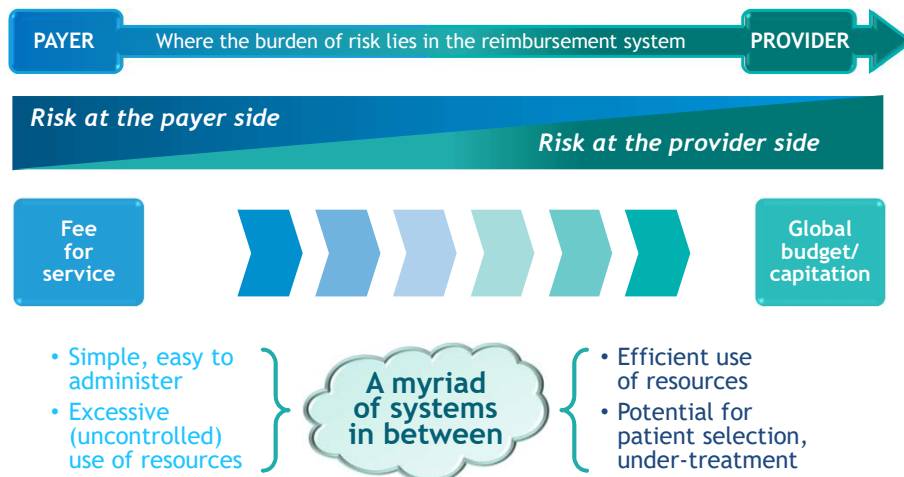 PAYER
Where the burden of risk lies in the reimbursement system
PROVIDER
Risk at the payer side
Risk at the provider side
Fee
for
service
Global
budget/
capitation
• Simple, easy to
administer
• Excessive
(uncontrolled)
use of resources
A myriad
of systems
in between
• Efficient use
of resources
• Potential for
patient selection,
under-treatment